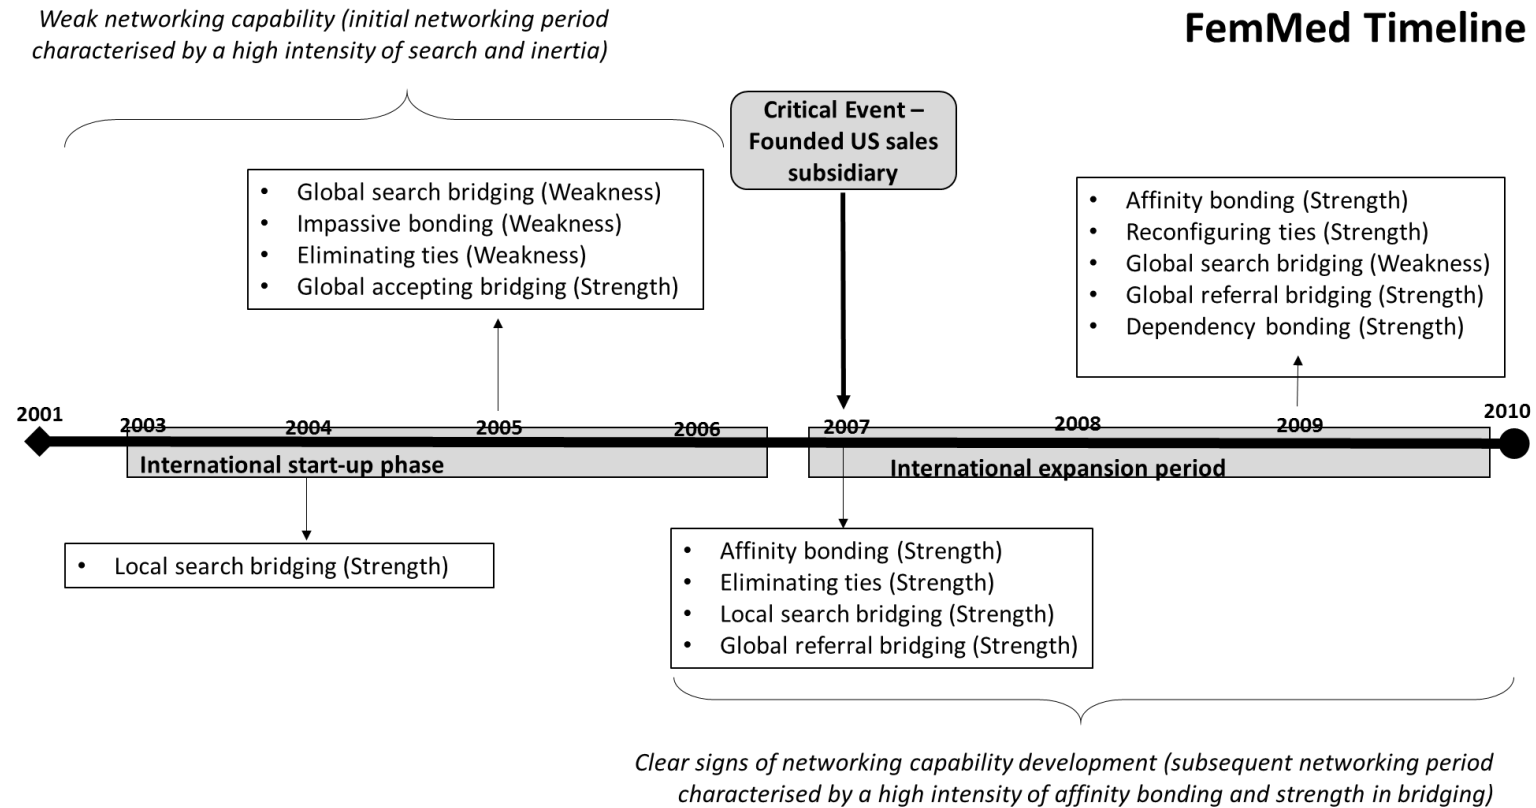 Weak networking capability (initial networking period
characterised by a high intensity of search and inertia)
FemMed Timeline
Critical Event –
Founded US sales
subsidiary
• Global search bridging (Weakness)
• Impassive bonding (Weakness)
• Eliminating ties (Weakness)
• Global accepting bridging (Strength)
• Affinity bonding (Strength)
• Reconfiguring ties (Strength)
• Global search bridging (Weakness)
• Global referral bridging (Strength)
• Dependency bonding (Strength)
2001
2003
2004
2005
2006
2007
2008
2009
2010
International start-up phase
International expansion period
• Local search bridging (Strength)
• Affinity bonding (Strength)
• Eliminating ties (Strength)
• Local search bridging (Strength)
• Global referral bridging (Strength)
Clear signs of networking capability development (subsequent networking period
characterised by a high intensity of affinity bonding and strength in bridging)